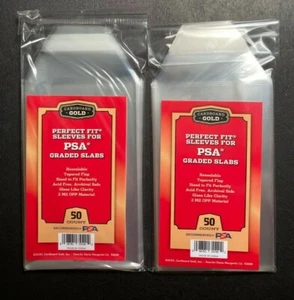 CARDBOARD
GOLD
PERFECT FIT®
SLEEVES FOR
PSA®
GRADED SLABS
Resealable
Tapered Flap
Sized to Fit Perfectly
Acid Free, Archival Safe
Glass Like Clarity
2 Mil OPP Material
50
COUNT
PSA
CARDBOARD
GOLD
PERFECT FIT®
SLEEVES FOR
PSA®
GRADED SLABS
Resealable
Tapered Flap
Sized to Fit Perfectly
Acid Free, Archival Safe
Glass Like Clarity
2 Mil OPP Material
50
COUNT
PSA